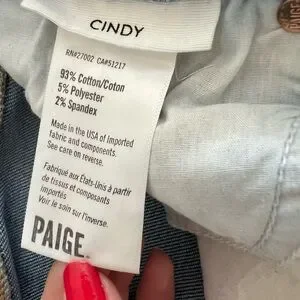 CINDY
RN#27002 CA#51217
93% Cotton/Coton
5% Polyester
2% Spandex
Made in the USA of Imported
fabric and components.
See care on reverse.
Fabriqué aux États-Unis à partir
de tissus et composants
importés
Voir le soin sur l'inverse.
PAIGE